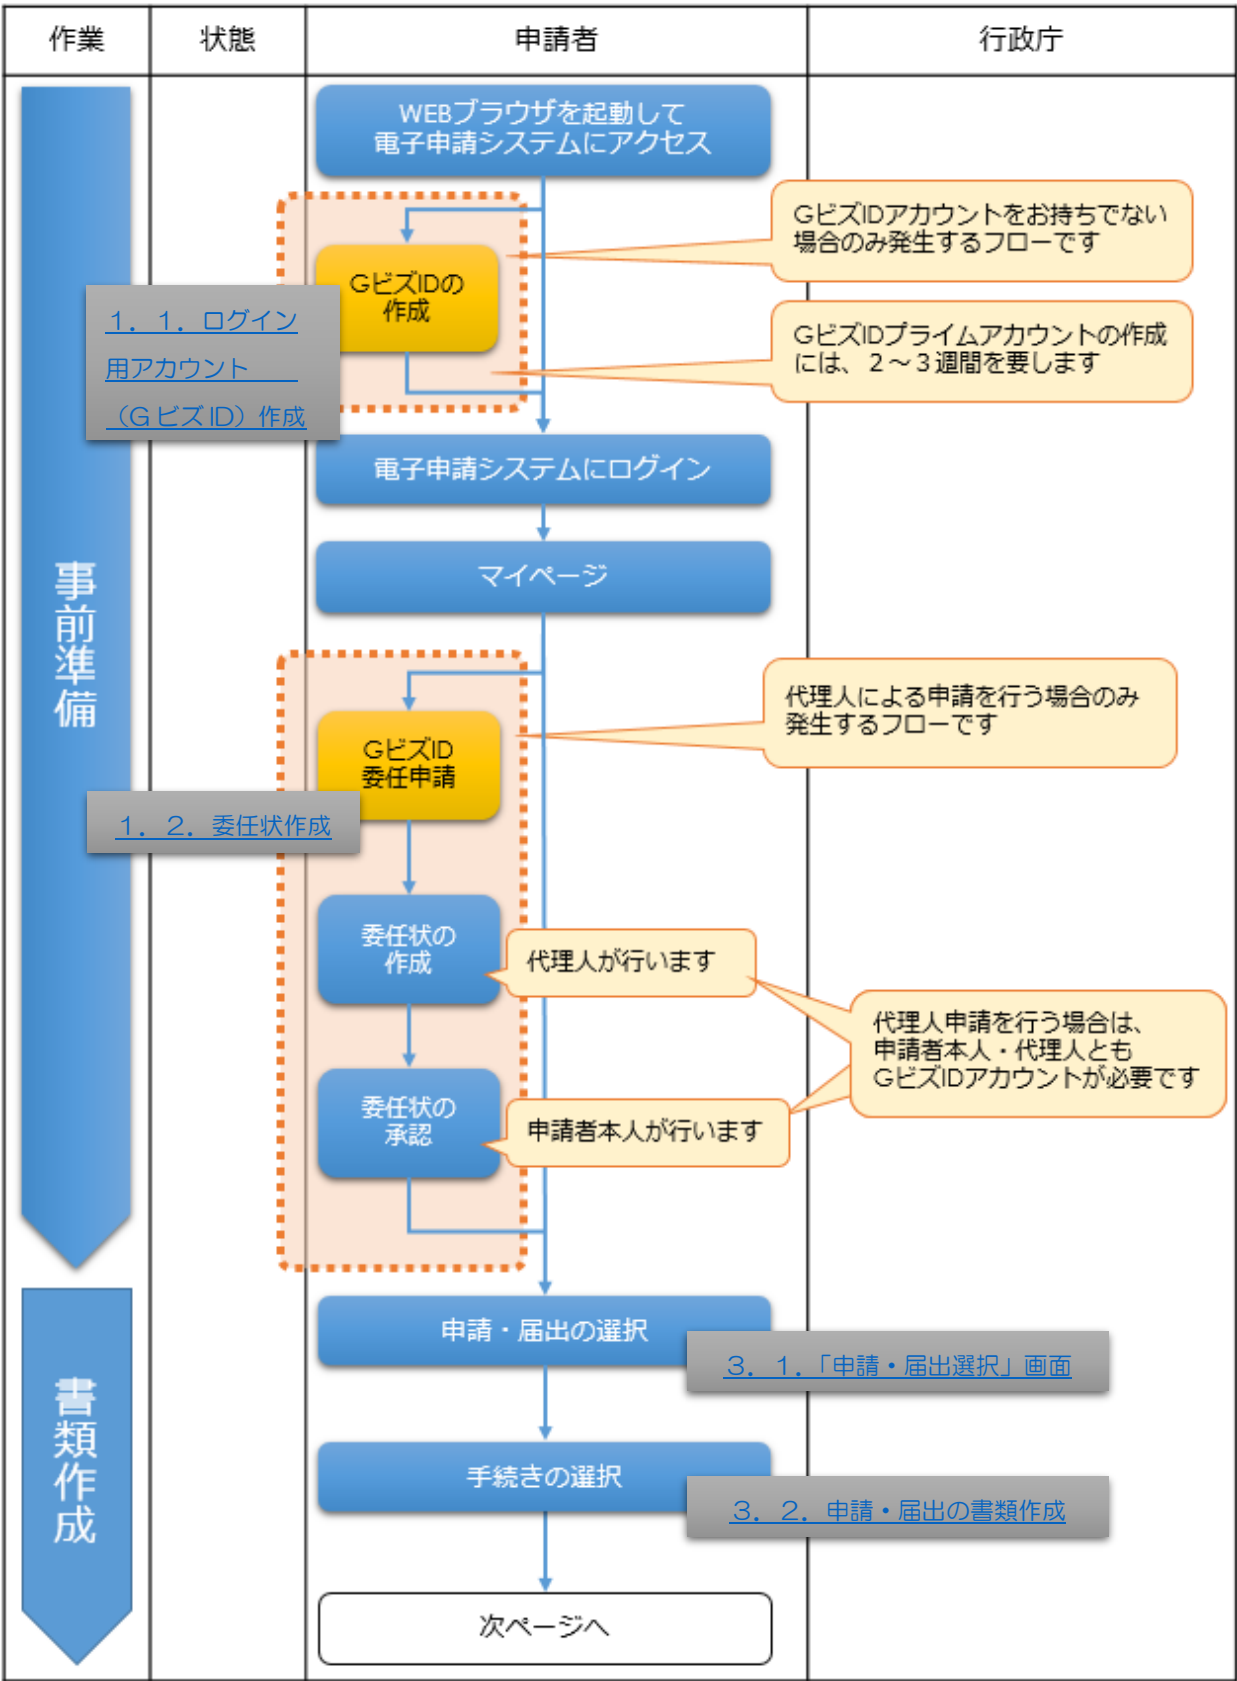 作業
状態
申請者
行政庁
WEBブラウザを起動して
電子申請システムにアクセス
GビズIDアカウントをお持ちでない
場合のみ発生するフローです
GビズIDの
作成
1．1．ログイン
用アカウント
（GビズID）作成
GビズIDプライムアカウントの作成
には、2～3週間を要します
電子申請システムにログイン
マイページ
事前準備
代理人による申請を行う場合のみ
発生するフローです
GビズID
委任申請
1．2．委任状作成
委任状の
作成
代理人が行います
代理人申請を行う場合は、
申請者本人・代理人とも
GビズIDアカウントが必要です
委任状の
承認
申請者本人が行います
申請・届出の選択
3．1．「申請・届出選択」画面
書類作成
手続きの選択
3．2．申請・届出の書類作成
次ページへ